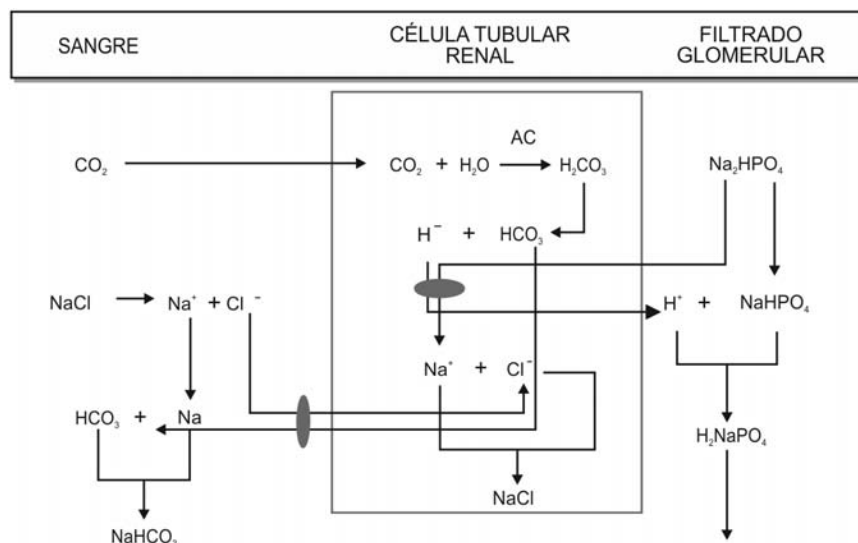 SANGRE
CÉLULA TUBULAR
RENAL
FILTRADO
GLOMERULAR
AC
CO₂
CO₂ + H₂O
H₂CO₃
Na₂HPO₄
H⁻ + HCO₃
NaCl
Na⁺ + Cl⁻
H⁺ + NaHPO₄
Na⁺ + Cl⁻
HCO₃ + Na
H₂NaPO₄
NaCl
NaHCO₃